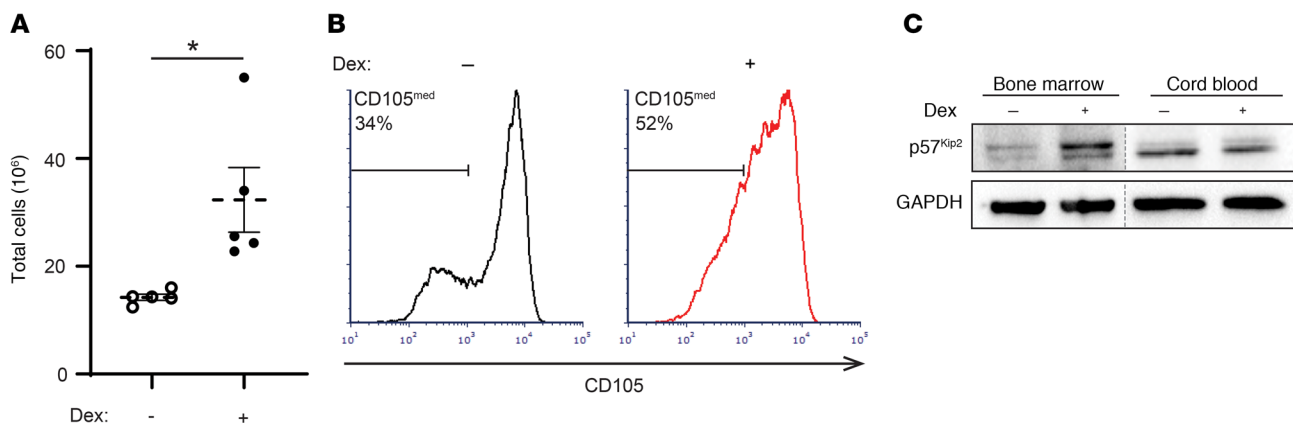 A
Total cells (10⁶)
60
*
40
20
0
Dex: - +
B
Dex: – +
CD105ᵐᵉᵈ
34%
CD105ᵐᵉᵈ
52%
10¹ 10² 10³ 10⁴ 10⁵
10¹ 10² 10³ 10⁴ 10⁵
CD105
C
Bone marrow Cord blood
Dex – + – +
p57ᴷⁱᵖ²
GAPDH